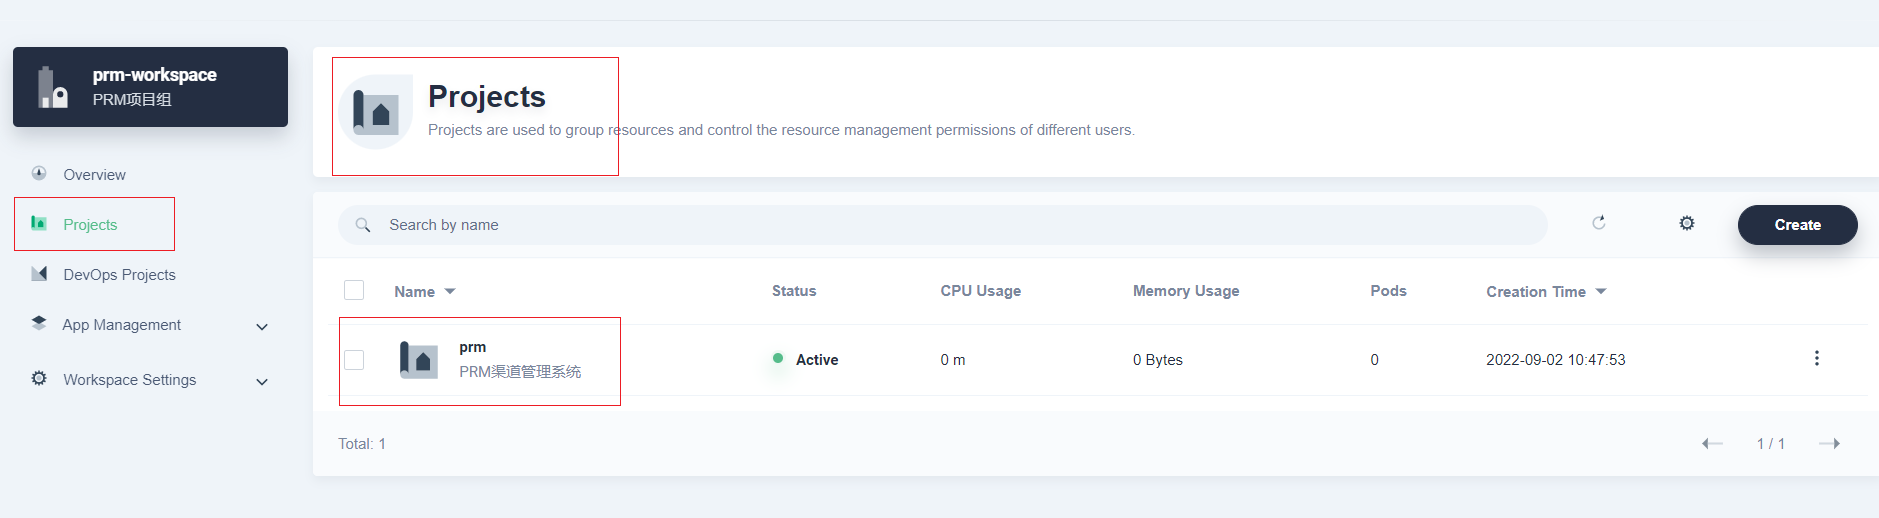 prm-workspace
PRM项目组
Overview
Projects
DevOps Projects
App Management
Workspace Settings
Projects
Projects are used to group resources and control the resource management permissions of different users.
Search by name
Create
Name Status CPU Usage Memory Usage Pods Creation Time
prm
PRM渠道管理系统
Active 0 m 0 Bytes 0 2022-09-02 10:47:53
Total: 1
1 / 1